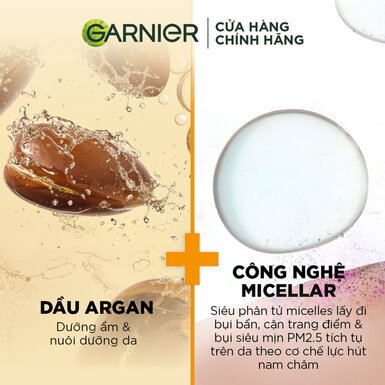 GARNIER
CỬA HÀNG
CHÍNH HÃNG
DẦU ARGAN
Dưỡng ẩm &
nuôi dưỡng da
CÔNG NGHỆ
MICELLAR
Siêu phân tử micelles lấy đi
bụi bẩn, cặn trang điểm &
bụi siêu mịn PM2.5 tích tụ
trên da theo cơ chế lực hút
nam châm